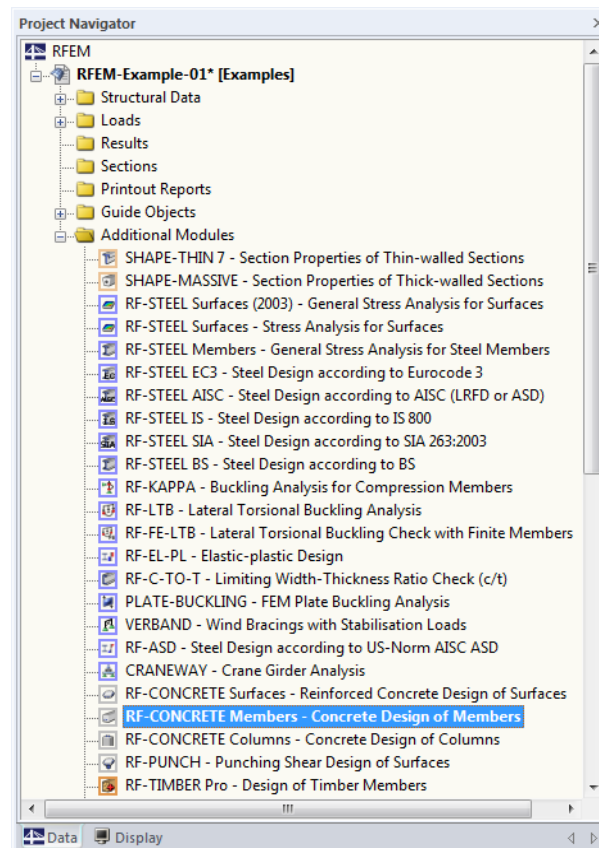 Project Navigator
RFEM
RFEM-Example-01* [Examples]
Structural Data
Loads
Results
Sections
Printout Reports
Guide Objects
Additional Modules
SHAPE-THIN 7 - Section Properties of Thin-walled Sections
SHAPE-MASSIVE - Section Properties of Thick-walled Sections
RF-STEEL Surfaces (2003) - General Stress Analysis for Surfaces
RF-STEEL Surfaces - Stress Analysis for Surfaces
RF-STEEL Members - General Stress Analysis for Steel Members
RF-STEEL EC3 - Steel Design according to Eurocode 3
RF-STEEL AISC - Steel Design according to AISC (LRFD or ASD)
RF-STEEL IS - Steel Design according to IS 800
RF-STEEL SIA - Steel Design according to SIA 263:2003
RF-STEEL BS - Steel Design according to BS
RF-KAPPA - Buckling Analysis for Compression Members
RF-LTB - Lateral Torsional Buckling Analysis
RF-FE-LTB - Lateral Torsional Buckling Check with Finite Members
RF-EL-PL - Elastic-plastic Design
RF-C-TO-T - Limiting Width-Thickness Ratio Check (c/t)
PLATE-BUCKLING - FEM Plate Buckling Analysis
VERBAND - Wind Bracings with Stabilisation Loads
RF-ASD - Steel Design according to US-Norm AISC ASD
CRANEWAY - Crane Girder Analysis
RF-CONCRETE Surfaces - Reinforced Concrete Design of Surfaces
RF-CONCRETE Members - Concrete Design of Members
RF-CONCRETE Columns - Concrete Design of Columns
RF-PUNCH - Punching Shear Design of Surfaces
RF-TIMBER Pro - Design of Timber Members
Data Display